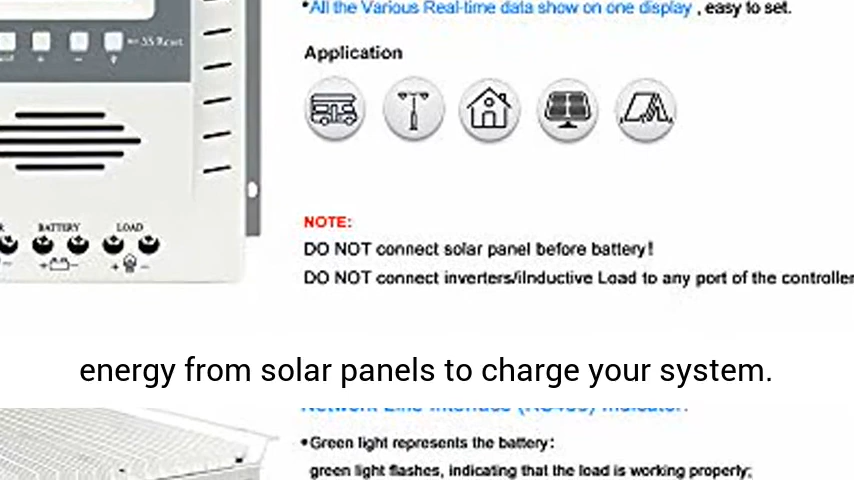 *All the Various Real-time data show on one display , easy to set.
Application
BATTERY LOAD
NOTE:
DO NOT connect solar panel before battery!
DO NOT connect inverters/iInductive Load to any port of the controller
energy from solar panels to charge your system.
•Green light represents the battery:
green light flashes, indicating that the load is working properly;